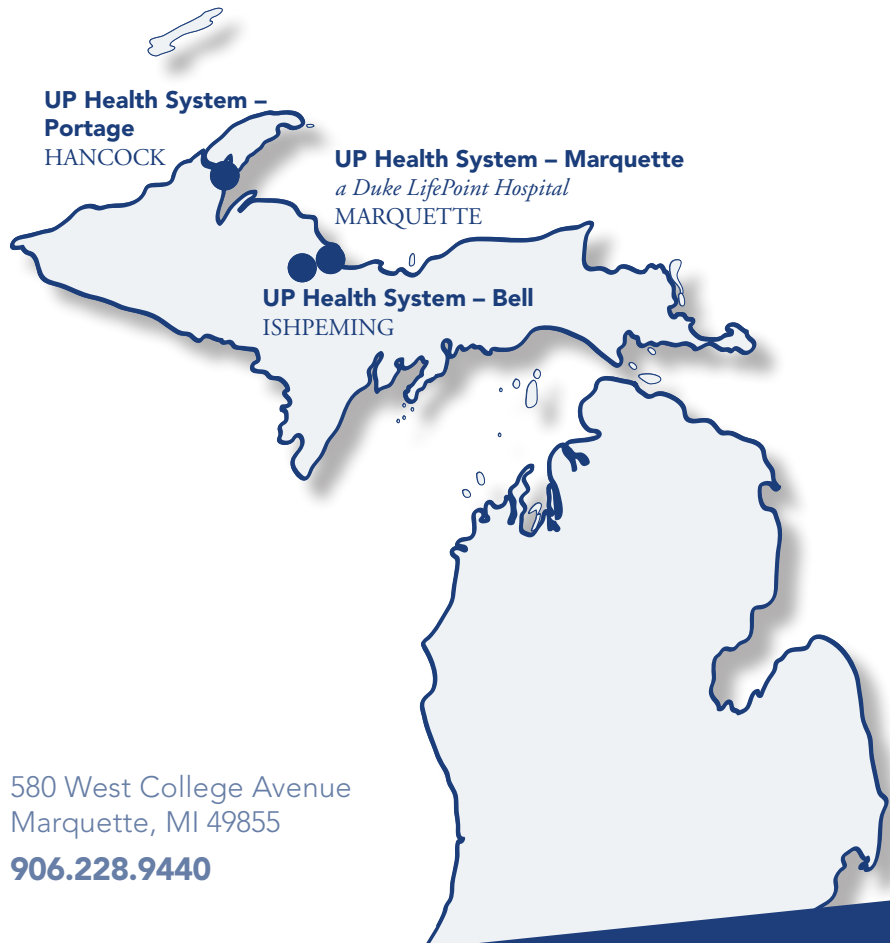 UP Health System –
Portage
HANCOCK
UP Health System – Marquette
a Duke LifePoint Hospital
MARQUETTE
UP Health System – Bell
ISHPEMING
580 West College Avenue
Marquette, MI 49855
906.228.9440